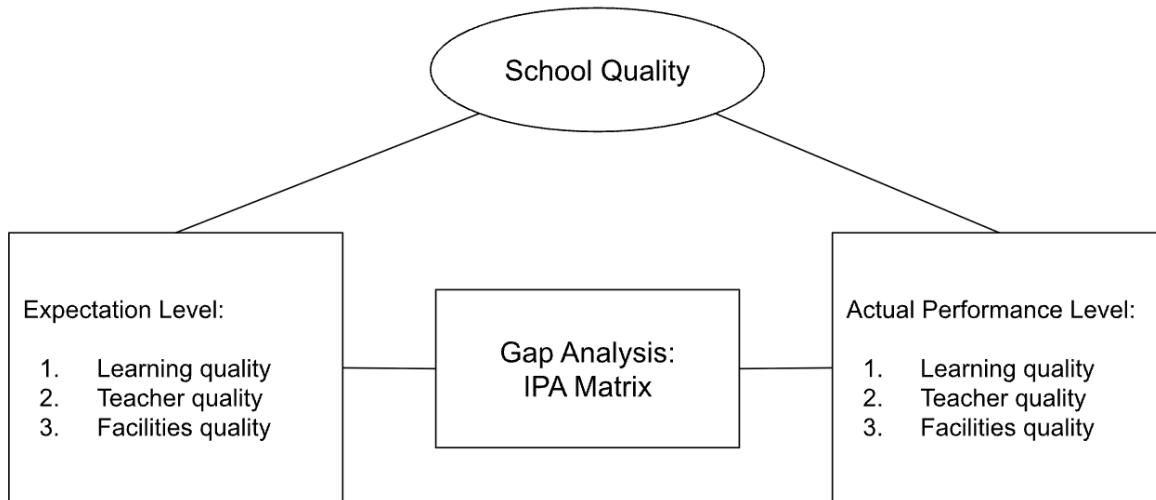 School Quality
Expectation Level:
1. Learning quality
2. Teacher quality
3. Facilities quality
Gap Analysis:
IPA Matrix
Actual Performance Level:
1. Learning quality
2. Teacher quality
3. Facilities quality